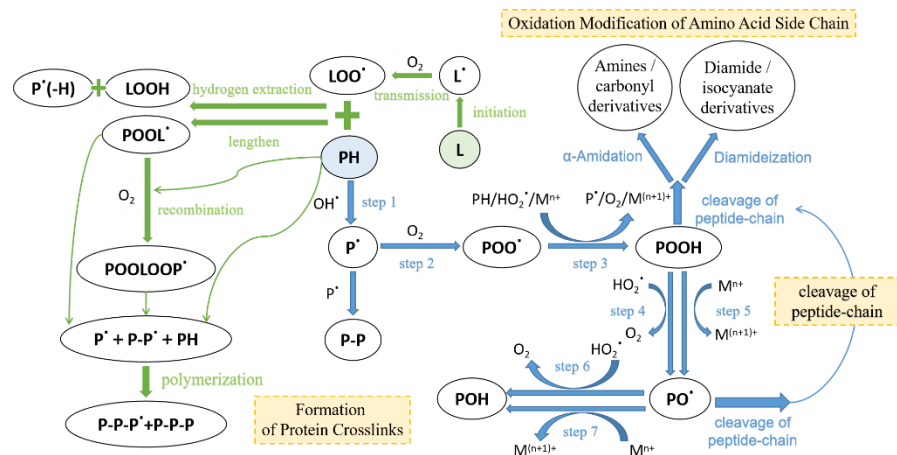 Oxidation Modification of Amino Acid Side Chain
P•(-H)
+
LOOH
hydrogen extraction
LOO•
O₂
transmission
L•
initiation
L
+
POOL•
lengthen
PH
Amines /
carbonyl
derivatives
Diamide /
isocyanate
derivatives
α-Amidation
Diamideization
O₂
recombination
OH•
step 1
PH/HO₂•/Mⁿ⁺
P•/O₂/M⁽ⁿ⁺¹⁾⁺
cleavage of
peptide-chain
P•
O₂
step 2
POO•
step 3
POOH
POOLOOP•
P•
HO₂•
step 4
O₂
Mⁿ⁺
step 5
M⁽ⁿ⁺¹⁾⁺
cleavage of
peptide-chain
P• + P-P• + PH
P-P
polymerization
O₂
step 6
HO₂•
POH
PO•
step 7
M⁽ⁿ⁺¹⁾⁺
Mⁿ⁺
cleavage of
peptide-chain
P-P-P•+P-P-P
Formation
of Protein Crosslinks